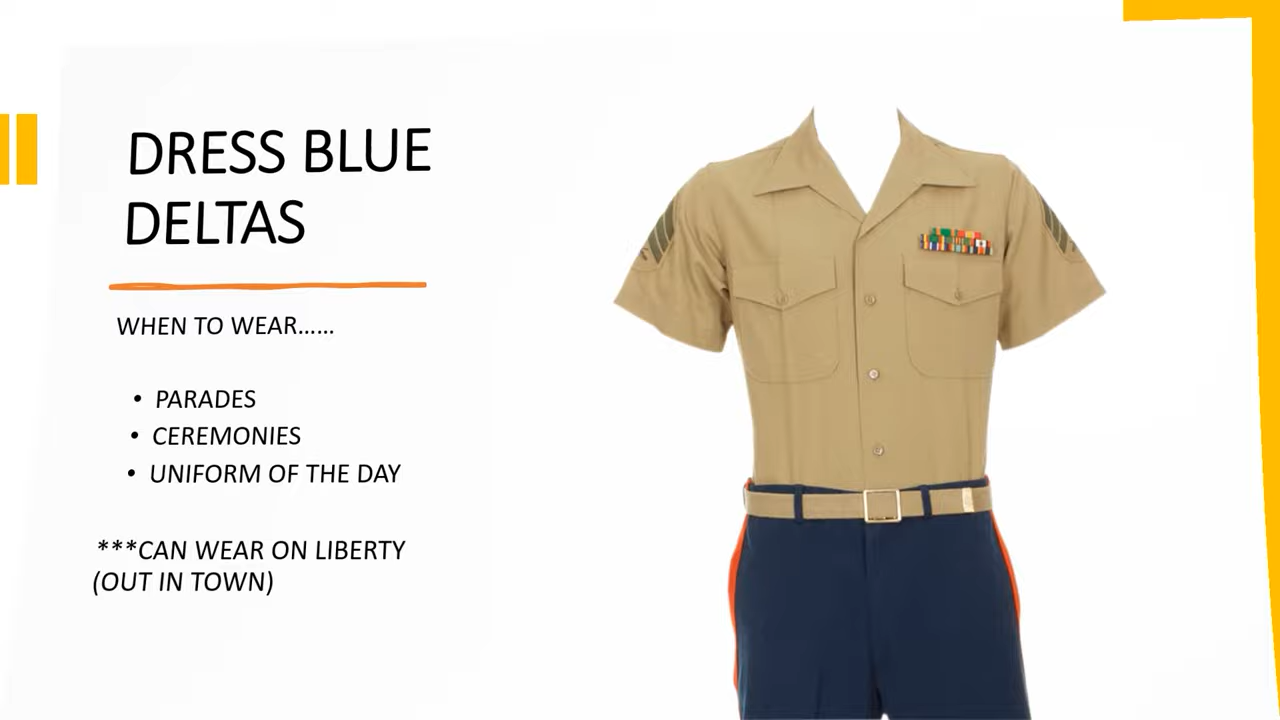 DRESS BLUE
DELTAS
WHEN TO WEAR……
• PARADES
• CEREMONIES
• UNIFORM OF THE DAY
***CAN WEAR ON LIBERTY
(OUT IN TOWN)